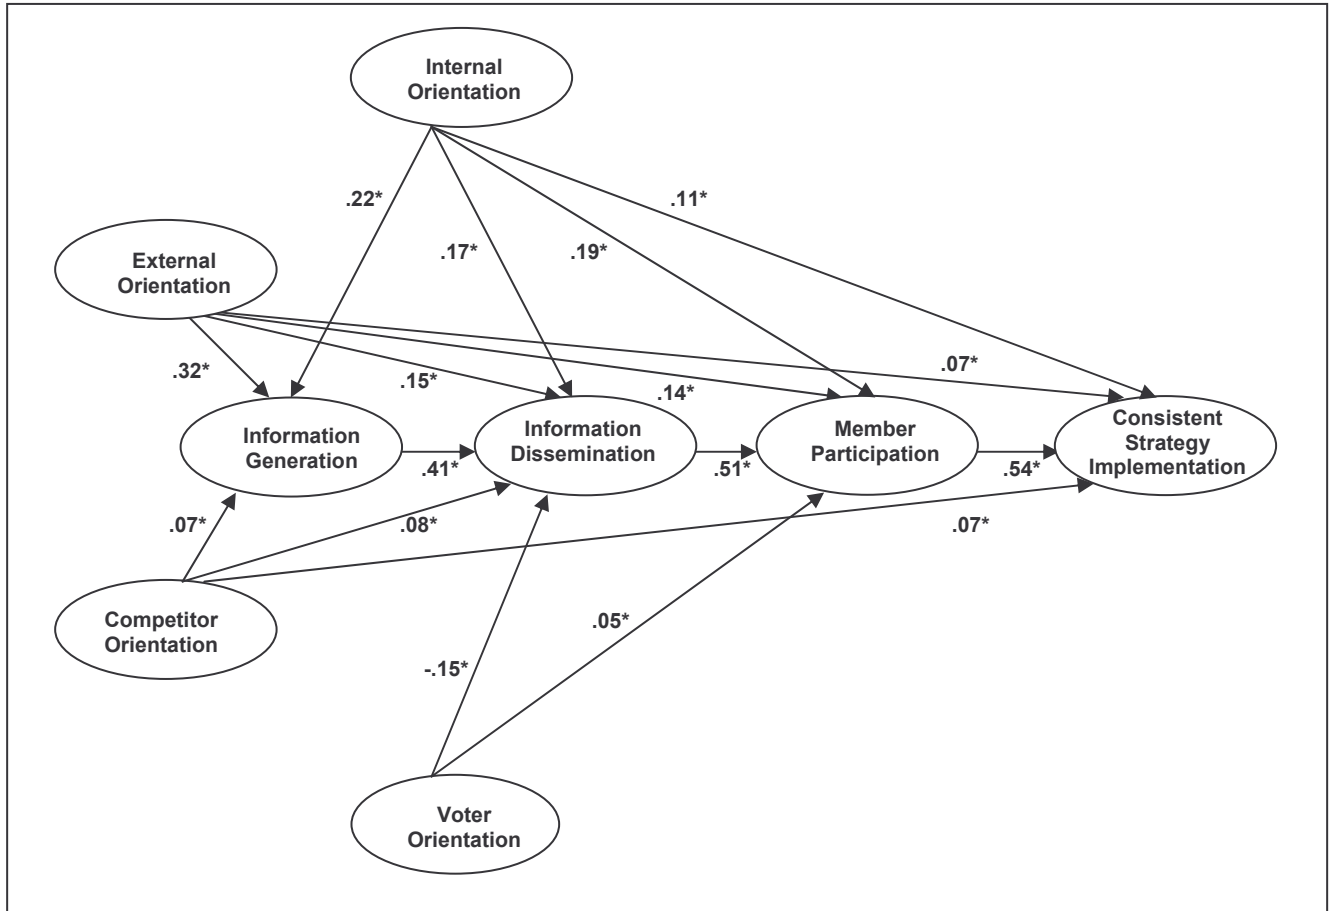 Internal
Orientation
.22*
.11*
.17*
.19*
External
Orientation
.32*
.15*
.14*
.07*
Information
Generation
.41*
Information
Dissemination
.51*
Member
Participation
.54*
Consistent
Strategy
Implementation
.07*
.08*
.07*
Competitor
Orientation
.05*
-.15*
Voter
Orientation